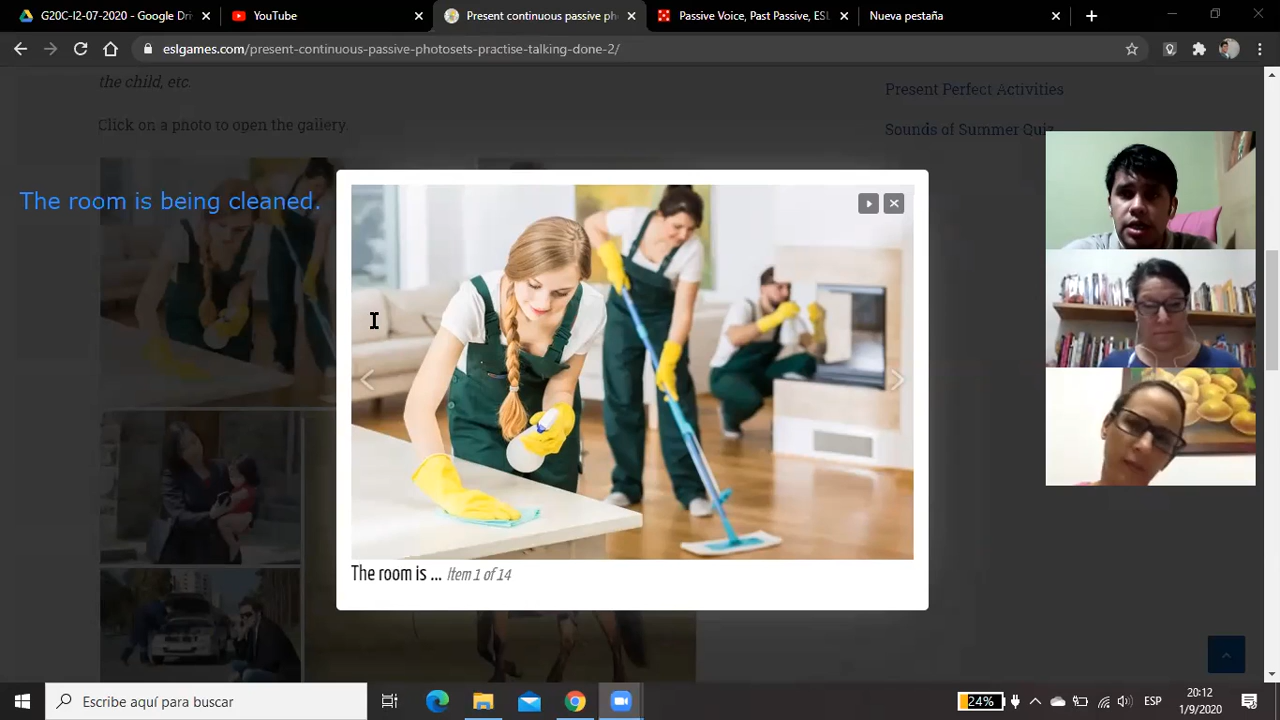 G20C-I2-07-2020 - Google Dri
YouTube
Present continuous passive ph
Passive Voice, Past Passive, ESL
Nueva pestaña
eslgames.com/present-continuous-passive-photosets-practise-talking-done-2/
the child, etc.
Click on a photo to open the gallery.
Present Perfect Activities
Sounds of Summer Quiz
The room is being cleaned.
The room is ... Item 1 of 14
Escribe aquí para buscar
24%
ESP
20:12
1/9/2020